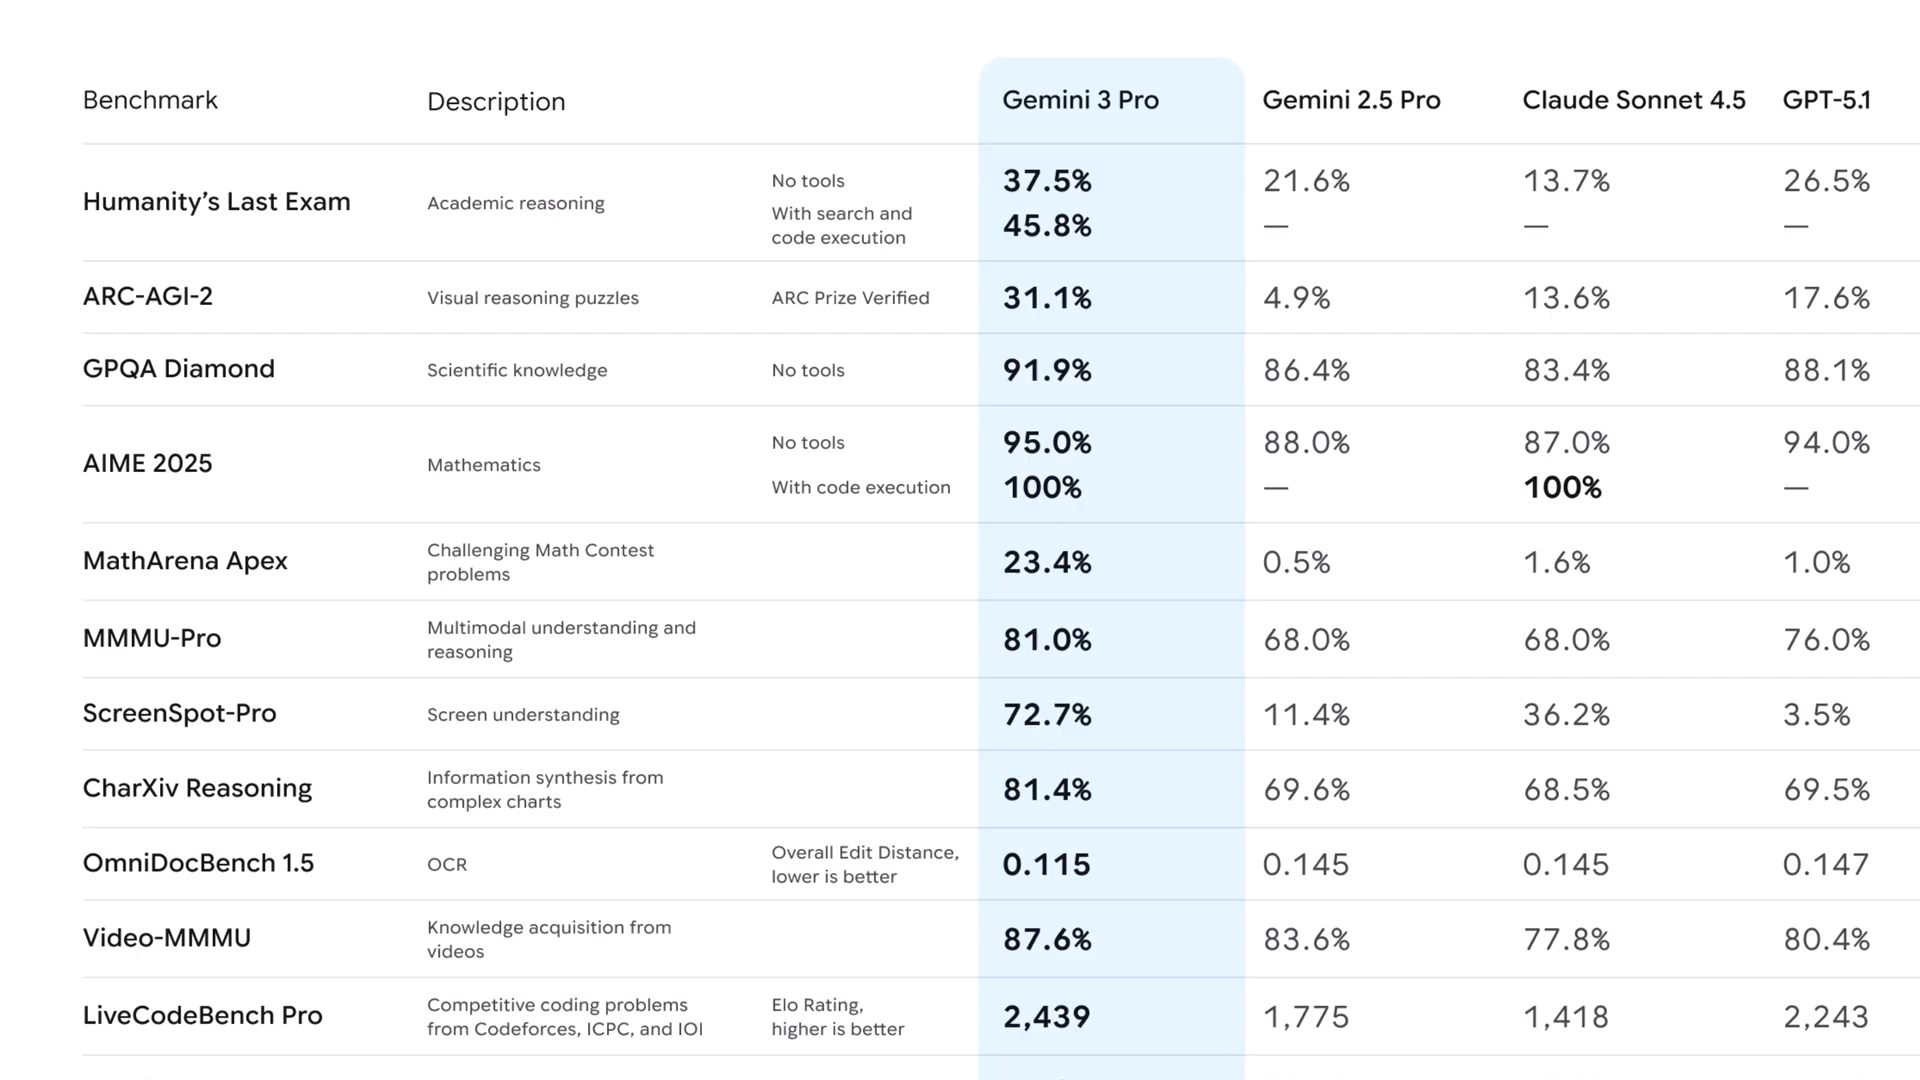 Benchmark Description Gemini 3 Pro Gemini 2.5 Pro Claude Sonnet 4.5 GPT-5.1
Humanity’s Last Exam Academic reasoning No tools 37.5% 21.6% 13.7% 26.5%
With search and
code execution 45.8% — — —
ARC-AGI-2 Visual reasoning puzzles ARC Prize Verified 31.1% 4.9% 13.6% 17.6%
GPQA Diamond Scientific knowledge No tools 91.9% 86.4% 83.4% 88.1%
AIME 2025 Mathematics No tools 95.0% 88.0% 87.0% 94.0%
With code execution 100% — 100% —
MathArena Apex Challenging Math Contest
problems 23.4% 0.5% 1.6% 1.0%
MMMU-Pro Multimodal understanding and
reasoning 81.0% 68.0% 68.0% 76.0%
ScreenSpot-Pro Screen understanding 72.7% 11.4% 36.2% 3.5%
CharXiv Reasoning Information synthesis from
complex charts 81.4% 69.6% 68.5% 69.5%
OmniDocBench 1.5 OCR Overall Edit Distance,
lower is better 0.115 0.145 0.145 0.147
Video-MMMU Knowledge acquisition from
videos 87.6% 83.6% 77.8% 80.4%
LiveCodeBench Pro Competitive coding problems
from Codeforces, ICPC, and IOI Elo Rating,
higher is better 2,439 1,775 1,418 2,243